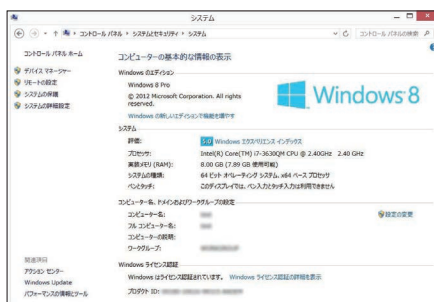 システム
コントロール パネル ▸ システムとセキュリティ ▸ システム
コントロール パネルの検索
コントロール パネル ホーム
デバイス マネージャー
リモートの設定
システムの保護
システムの詳細設定
コンピューターの基本的な情報の表示
Windows のエディション
Windows 8 Pro
© 2012 Microsoft Corporation. All rights
reserved.
Windows の新しいエディションで機能を増やす
Windows 8
システム
評価: 5.0 Windows エクスペリエンス インデックス
プロセッサ: Intel(R) Core(TM) i7-3630QM CPU @ 2.40GHz 2.40 GHz
実装メモリ (RAM): 8.00 GB (7.89 GB 使用可能)
システムの種類: 64 ビット オペレーティング システム、x64 ベース プロセッサ
ペンとタッチ: このディスプレイでは、ペン入力とタッチ入力は利用できません
コンピューター名、ドメインおよびワークグループの設定
コンピューター名:
設定の変更
フル コンピューター名:
コンピューターの説明:
ワークグループ:
Windows ライセンス認証
Windows はライセンス認証されています。 Windows ライセンス認証の詳細を表示
プロダクト ID:
関連項目
アクション センター
Windows Update
パフォーマンスの情報とツール